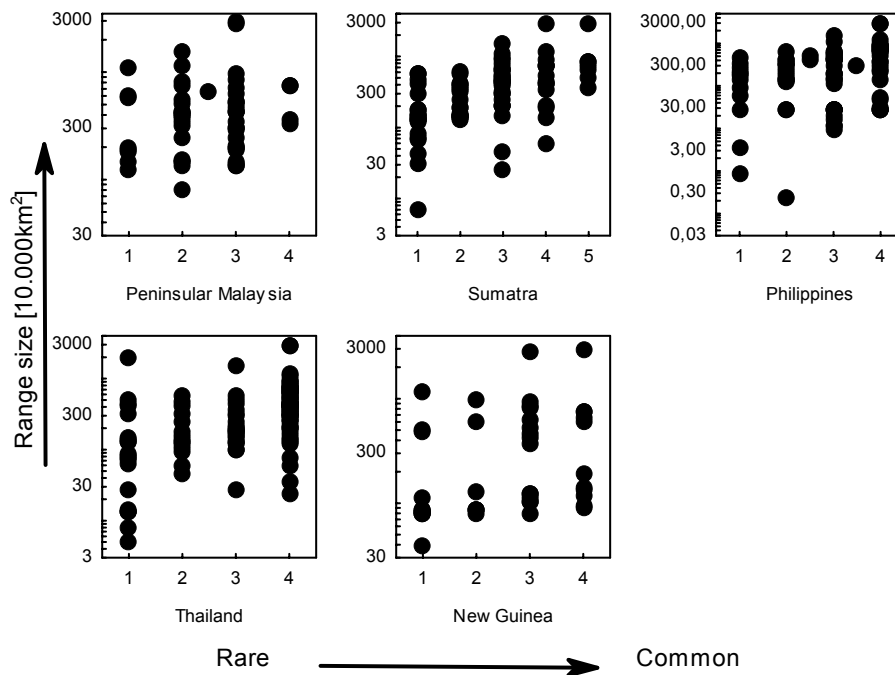 Range size [10.000km²]
3000
300
30
1 2 3 4
Peninsular Malaysia
3000
300
30
3
1 2 3 4 5
Sumatra
3000,00
300,00
30,00
3,00
0,30
0,03
1 2 3 4
Philippines
3000
300
30
3
1 2 3 4
Thailand
3000
300
30
1 2 3 4
New Guinea
Rare Common